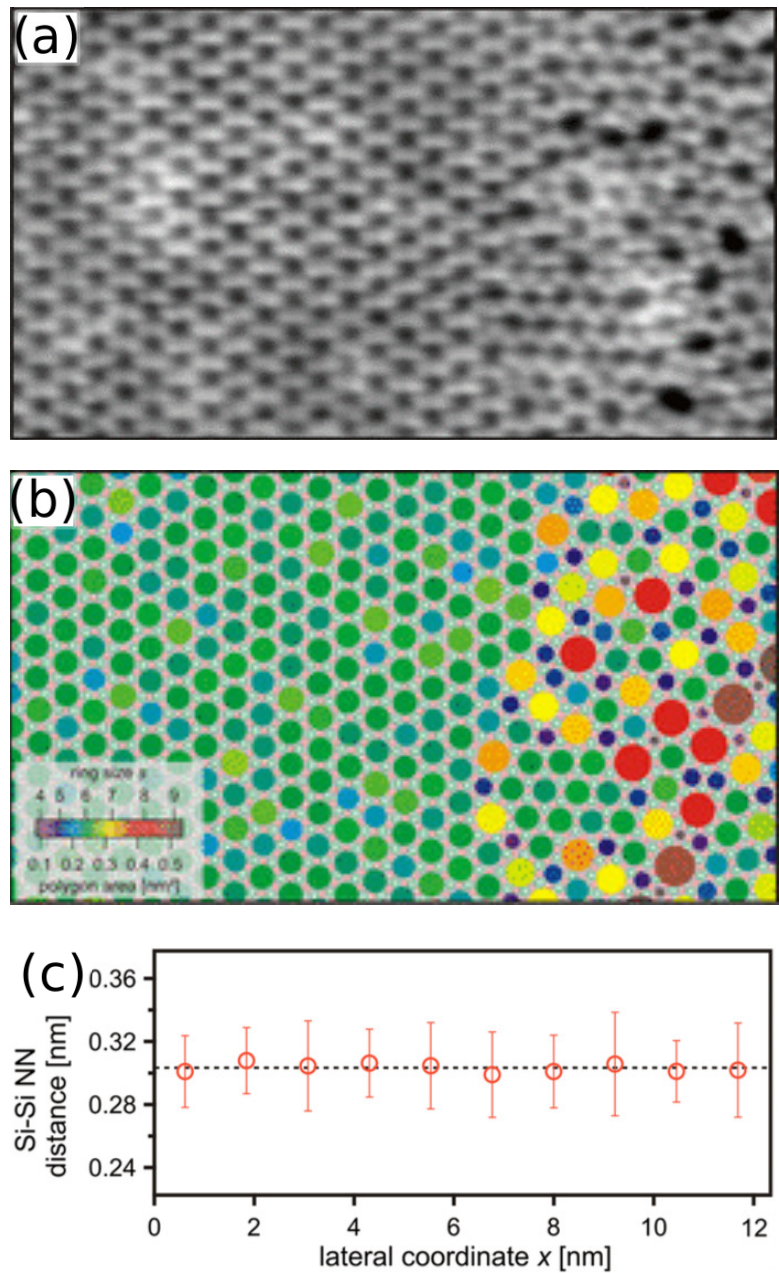 (a)
(b)
ring size s
4 5 6 7 8 9
0.1 0.2 0.3 0.4 0.5
polygon area [nm²]
(c)
Si-Si NN
distance [nm]
0.36
0.32
0.28
0.24
0 2 4 6 8 10 12
lateral coordinate x [nm]